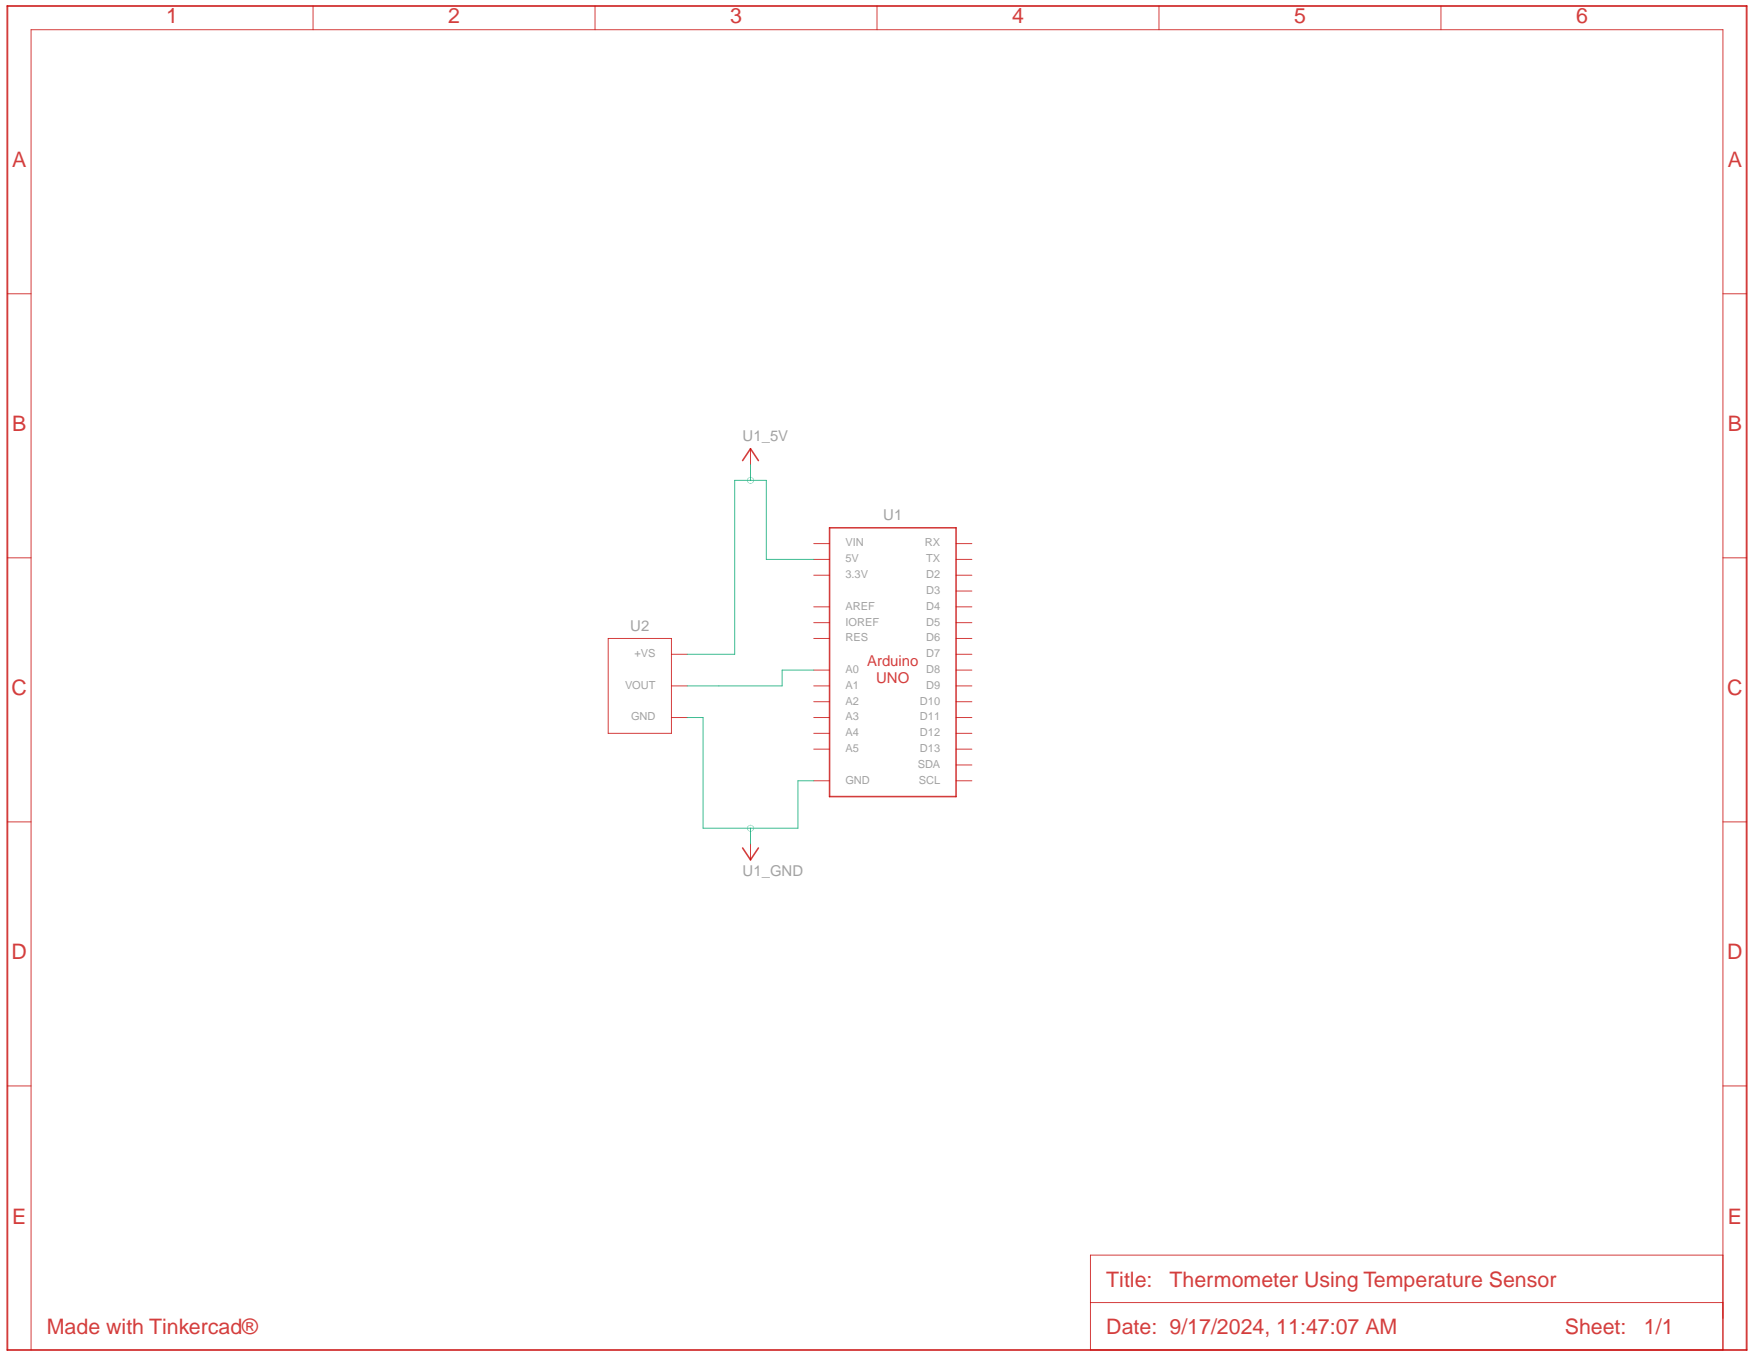 1 2 3 4 5 6
A A
B B
U1_5V
U1
VIN RX
5V TX
3.3V D2
D3
AREF D4
IOREF D5
U2
RES D6
+VS D7
Arduino
A0 D8
UNO
C C
VOUT A1 D9
A2 D10
GND A3 D11
A4 D12
A5 D13
SDA
GND SCL
U1_GND
D D
E E
Title: Thermometer Using Temperature Sensor
Made with Tinkercad®
Date: 9/17/2024, 11:47:07 AM Sheet: 1/1